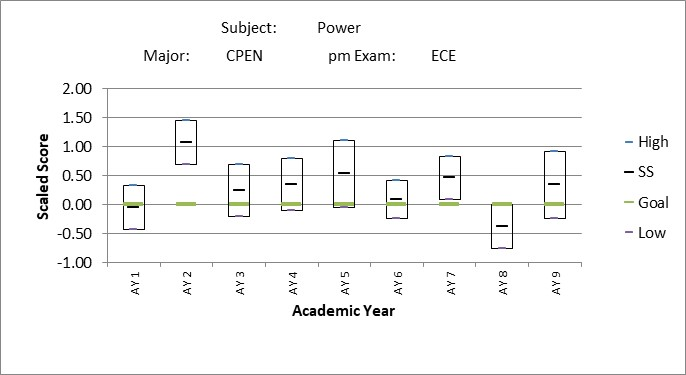 Subject: Power
Major: CPEN pm Exam: ECE
2.00
1.50
1.00
0.50
0.00
-0.50
-1.00
Scaled Score
AY 1 AY 2 AY 3 AY 4 AY 5 AY 6 AY 7 AY 8 AY 9
Academic Year
High
SS
Goal
Low